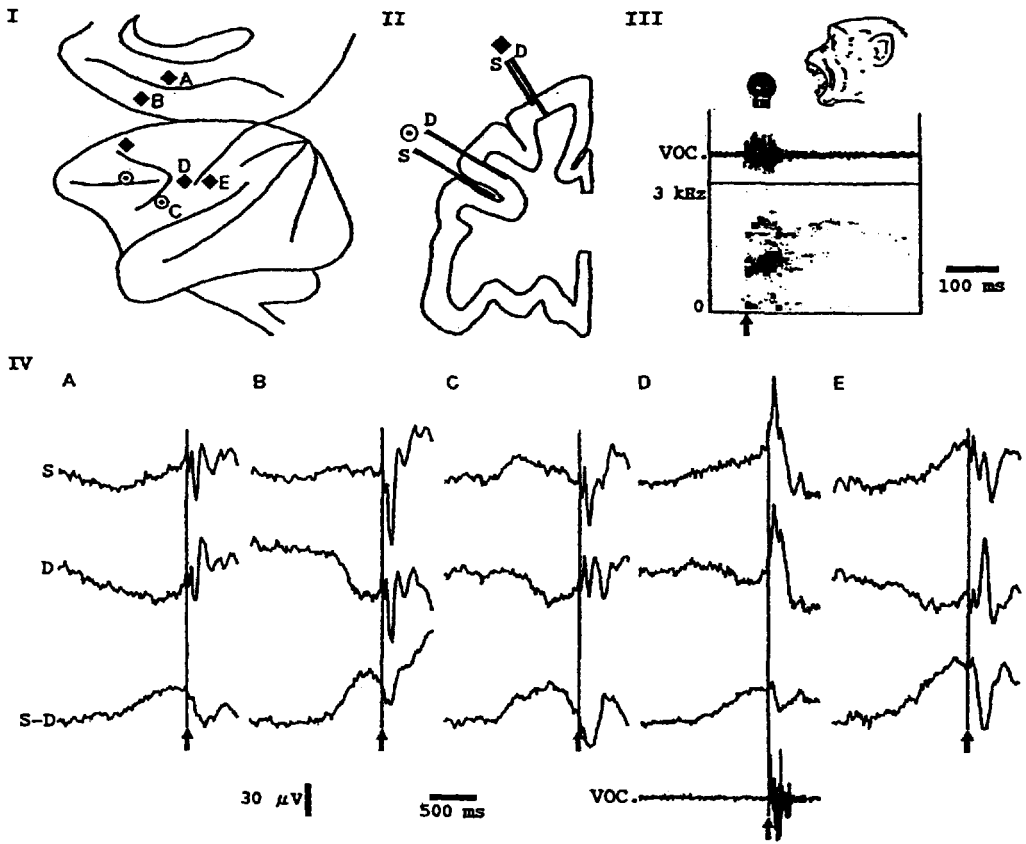 I
II
III
A
B
D
E
C
S D
D
S
VOC.
3 kHz
0
100 ms
IV
A B C D E
S
D
S-D
30 μV
500 ms
VOC.